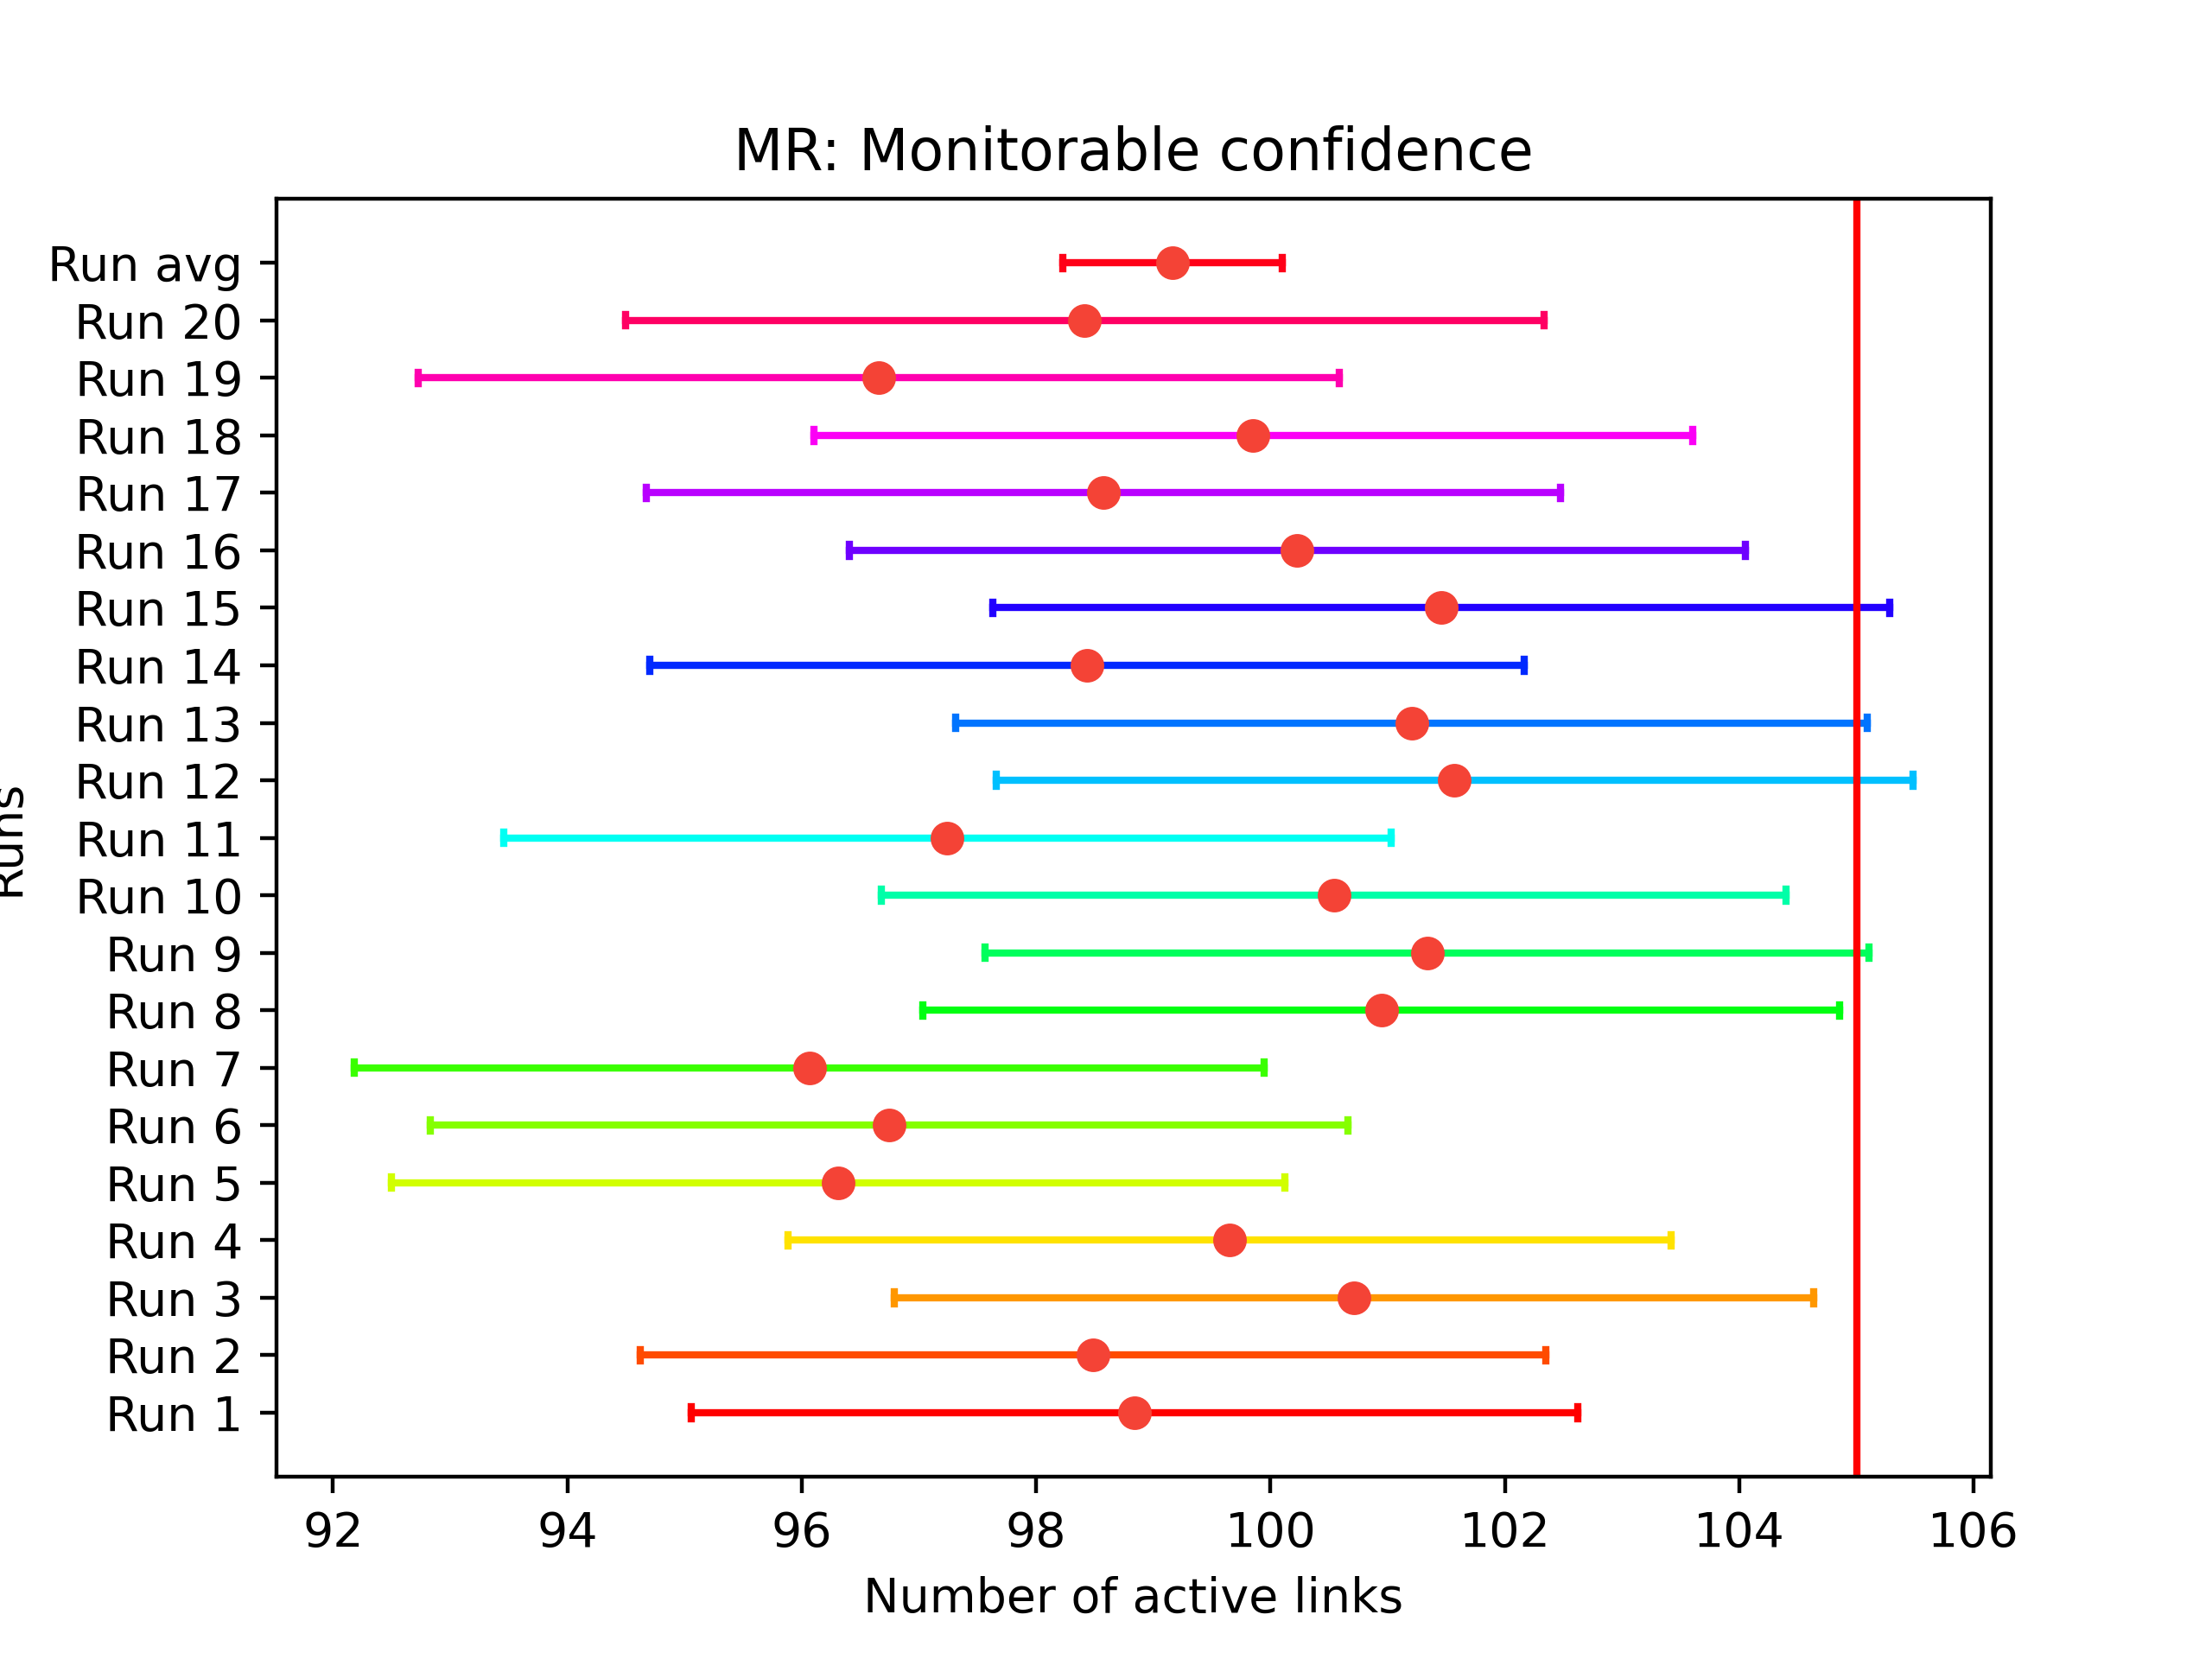 MR: Monitorable confidence
Run avg
Run 20
Run 19
Run 18
Run 17
Run 16
Run 15
Run 14
Run 13
Run 12
Run 11
Run 10
Run 9
Run 8
Run 7
Run 6
Run 5
Run 4
Run 3
Run 2
Run 1
Runs
92 94 96 98 100 102 104 106
Number of active links